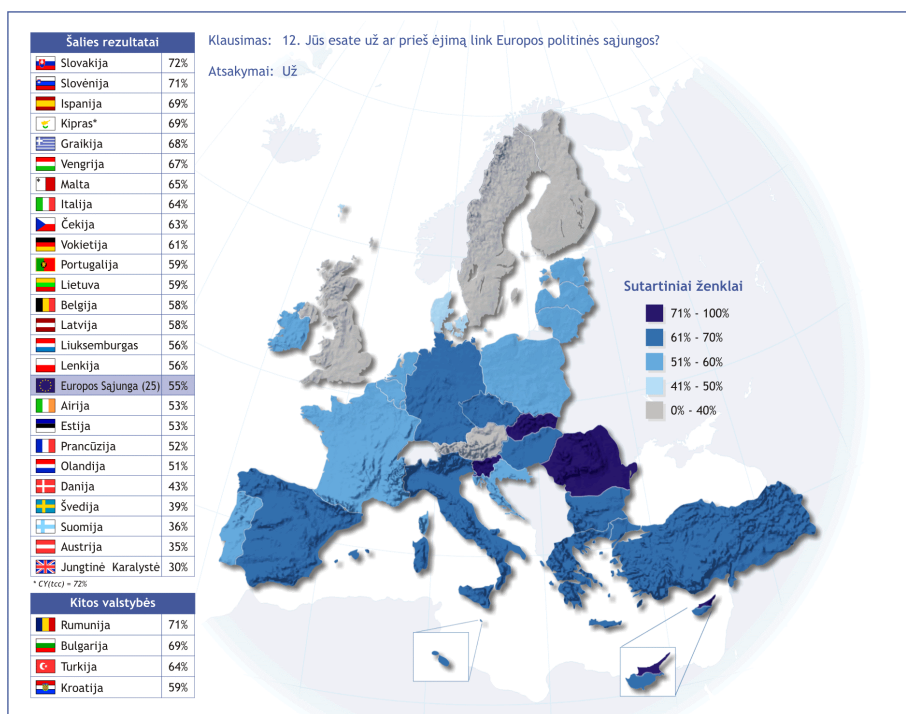 Klausimas: 12. Jūs esate už ar prieš ėjimą link Europos politinės sąjungos?
Atsakymai: Už
Šalies rezultatai
Slovakija 72%
Slovėnija 71%
Ispanija 69%
Kipras* 69%
Graikija 68%
Vengrija 67%
Malta 65%
Italija 64%
Čekija 63%
Vokietija 61%
Portugalija 59%
Lietuva 59%
Belgija 58%
Latvija 58%
Liuksemburgas 56%
Lenkija 56%
Europos Sąjunga (25) 55%
Airija 53%
Estija 53%
Prancūzija 52%
Olandija 51%
Danija 43%
Švedija 39%
Suomija 36%
Austrija 35%
Jungtinė Karalystė 30%
* CY(tcc) = 72%
Kitos valstybės
Rumunija 71%
Bulgarija 69%
Turkija 64%
Kroatija 59%
Sutartiniai ženklai
71% - 100%
61% - 70%
51% - 60%
41% - 50%
0% - 40%